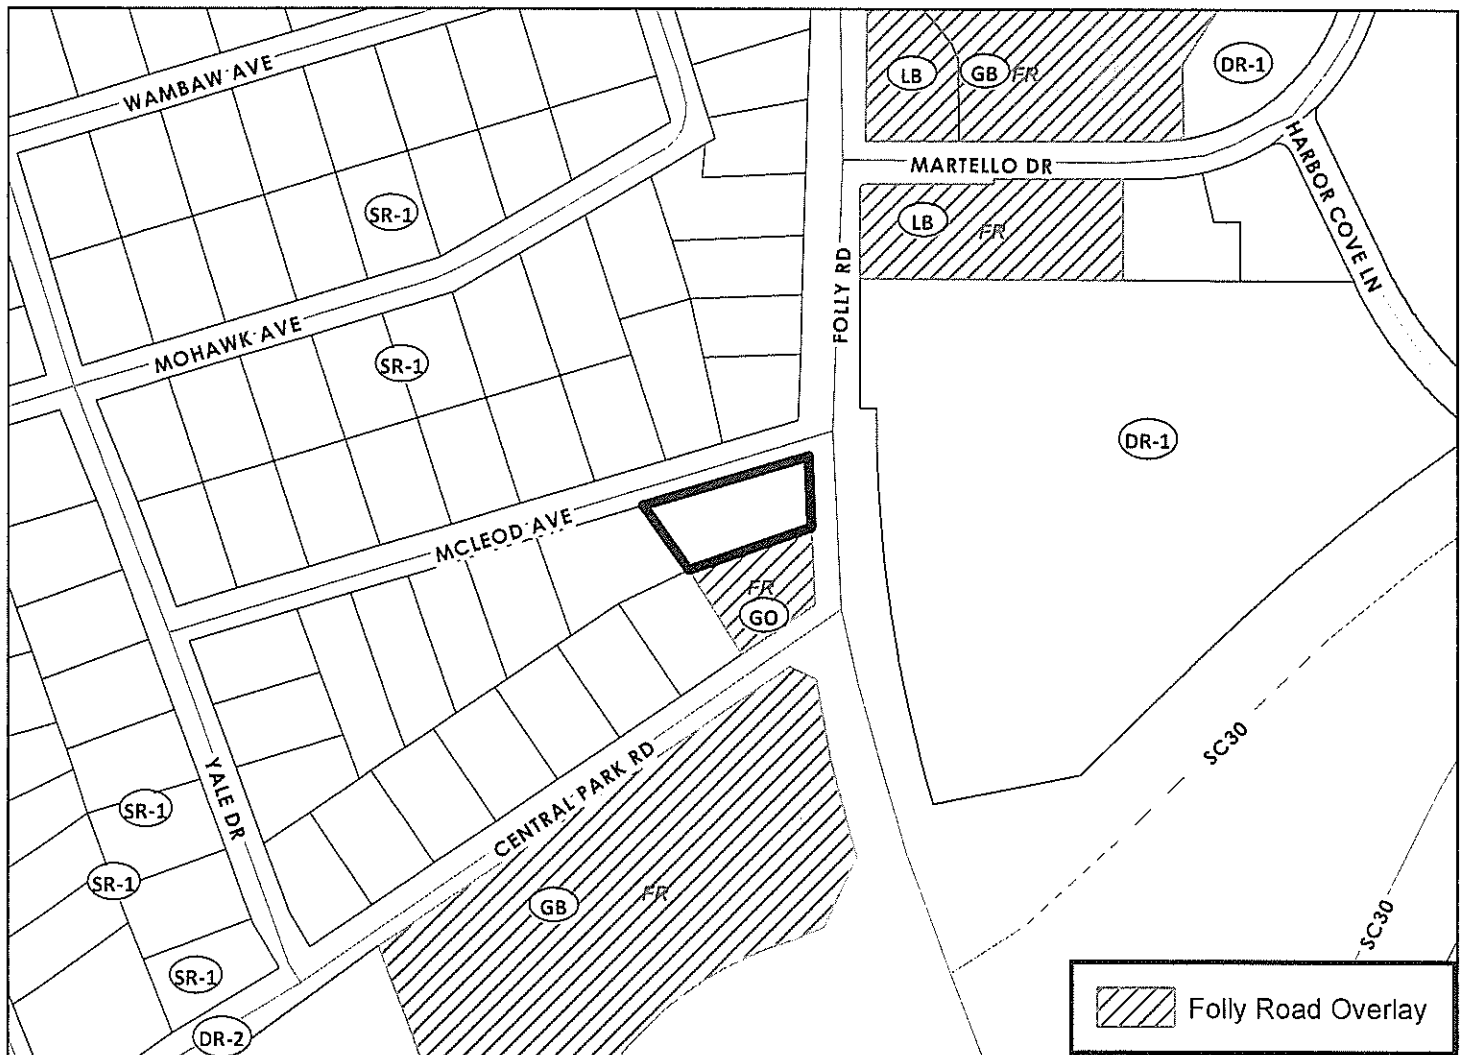 WAMBAW AVE
LB
GB
FR
DR-1
MARTELLO DR
HARBOR COVE LN
SR-1
LB
FR
FOLLY RD
MOHAWK AVE
SR-1
DR-1
MCLEOD AVE
FR
GO
SC30
YALE DR
CENTRAL PARK RD
SR-1
SR-1
GB
FR
SC30
SR-1
DR-2
Folly Road Overlay